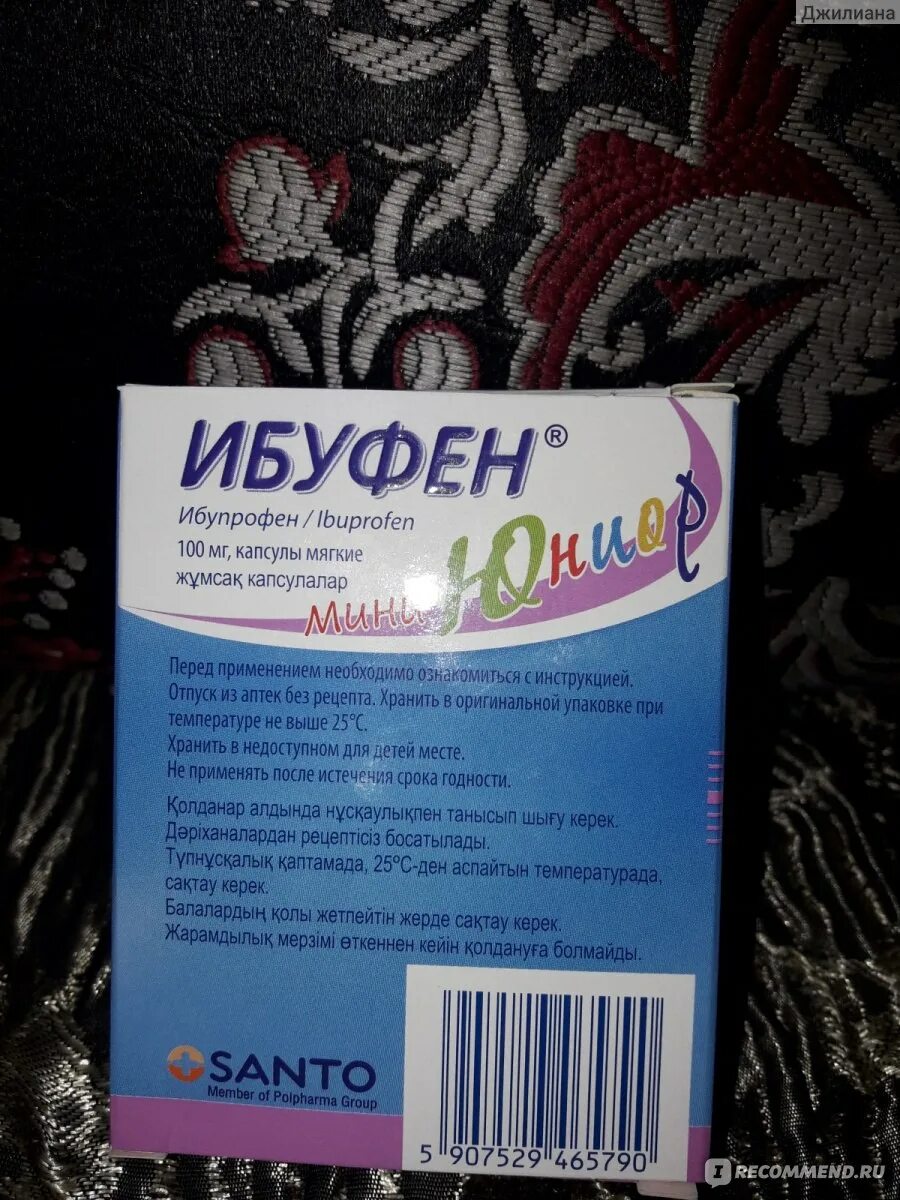 Джилиана
ИБУФЕН®
Ибупрофен / Ibuprofen
100 мг, капсулы мягкие
жұмсақ капсулалар
мини Юниор
Перед применением необходимо ознакомиться с инструкцией.
Отпуск из аптек без рецепта. Хранить в оригинальной упаковке при
температуре не выше 25°С.
Хранить в недоступном для детей месте.
Не применять после истечения срока годности.
Қолданар алдында нұсқаулықпен танысып шығу керек.
Дәріханалардан рецептісіз босатылады.
Түпнұсқалық қаптамада, 25°С-ден аспайтын температурада,
сақтау керек.
Балалардың қолы жетпейтін жерде сақтау керек.
Жарамдылық мерзімі өткеннен кейін қолдануға болмайды.
SANTO
Member of Polpharma Group
5 907529 465790
IRECOMMEND.RU